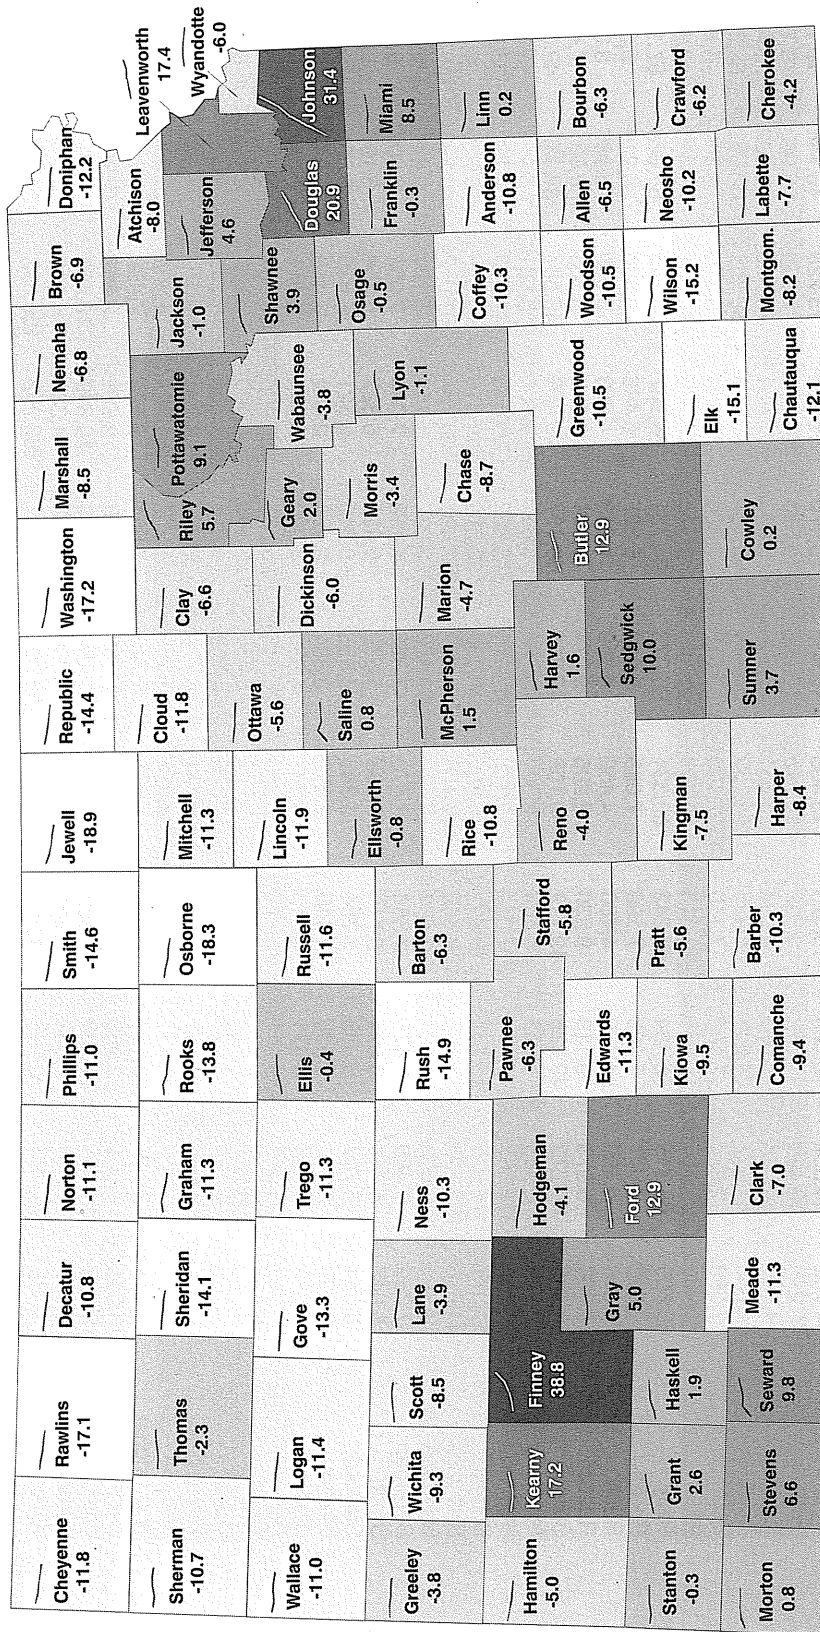 Cheyenne
-11.8
Rawlins
-17.1
Decatur
-10.8
Norton
-11.1
Phillips
-11.0
Smith
-14.6
Jewell
-18.9
Republic
-14.4
Washington
-17.2
Marshall
-8.5
Nemaha
-6.8
Brown
-6.9
Doniphan
-12.2
Sherman
-10.7
Thomas
-2.3
Sheridan
-14.1
Graham
-11.3
Rooks
-13.8
Osborne
-18.3
Mitchell
-11.3
Cloud
-11.8
Clay
-6.6
Riley
5.7
Pottawatomie
9.1
Jackson
-1.0
Atchison
-8.0
Jefferson
4.6
Leavenworth
17.4
Wyandotte
-6.0
Wallace
-11.0
Logan
-11.4
Gove
-13.3
Trego
-11.3
Ellis
-0.4
Russell
-11.6
Lincoln
-11.9
Ottawa
-5.6
Ellsworth
-0.8
Saline
0.8
Dickinson
-6.0
Geary
2.0
Morris
-3.4
Wabaunsee
-3.8
Shawnee
3.9
Osage
-0.5
Douglas
20.9
Johnson
31.4
Greeley
-3.8
Wichita
-9.3
Scott
-8.5
Lane
-3.9
Ness
-10.3
Rush
-14.9
Barton
-6.3
Rice
-10.8
McPherson
1.5
Marion
-4.7
Chase
-8.7
Lyon
-1.1
Coffey
-10.3
Franklin
-0.3
Miami
8.5
Anderson
-10.8
Linn
0.2
Hamilton
-5.0
Kearny
17.2
Finney
38.8
Gray
5.0
Hodgeman
-4.1
Ford
12.9
Pawnee
-6.3
Edwards
-11.3
Stafford
-5.8
Reno
-4.0
Harvey
1.6
Sedgwick
10.0
Butler
12.9
Greenwood
-10.5
Woodson
-10.5
Allen
-6.5
Bourbon
-6.3
Stanton
-0.3
Grant
2.6
Haskell
1.9
Kiowa
-9.5
Pratt
-5.6
Kingman
-7.5
Elk
-15.1
Wilson
-15.2
Neosho
-10.2
Crawford
-6.2
Morton
0.8
Stevens
6.6
Seward
9.8
Meade
-11.3
Clark
-7.0
Comanche
-9.4
Barber
-10.3
Harper
-8.4
Sumner
3.7
Cowley
0.2
Chautauqua
-12.1
Montgom.
-8.2
Labette
-7.7
Cherokee
-4.2